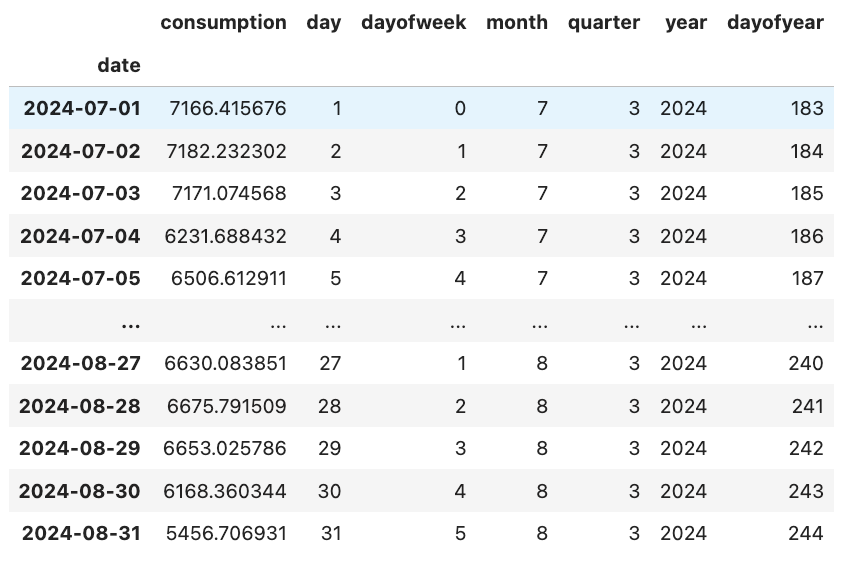 consumption day dayofweek month quarter year dayofyear
date
2024-07-01 7166.415676 1 0 7 3 2024 183
2024-07-02 7182.232302 2 1 7 3 2024 184
2024-07-03 7171.074568 3 2 7 3 2024 185
2024-07-04 6231.688432 4 3 7 3 2024 186
2024-07-05 6506.612911 5 4 7 3 2024 187
... ... ... ... ... ... ... ...
2024-08-27 6630.083851 27 1 8 3 2024 240
2024-08-28 6675.791509 28 2 8 3 2024 241
2024-08-29 6653.025786 29 3 8 3 2024 242
2024-08-30 6168.360344 30 4 8 3 2024 243
2024-08-31 5456.706931 31 5 8 3 2024 244